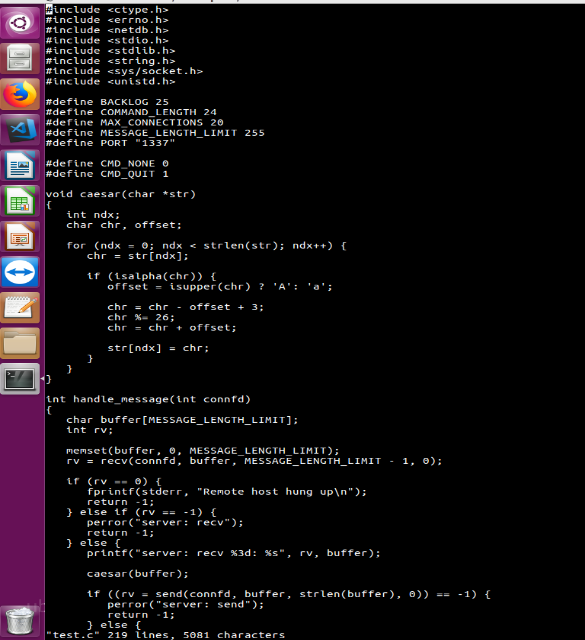 #include <ctype.h>
#include <errno.h>
#include <netdb.h>
#include <stdio.h>
#include <stdlib.h>
#include <string.h>
#include <sys/socket.h>
#include <unistd.h>

#define BACKLOG 25
#define COMMAND_LENGTH 24
#define MAX_CONNECTIONS 20
#define MESSAGE_LENGTH_LIMIT 255
#define PORT "1337"

#define CMD_NONE 0
#define CMD_QUIT 1

void caesar(char *str)
{
    int ndx;
    char chr, offset;

    for (ndx = 0; ndx < strlen(str); ndx++) {
        chr = str[ndx];

        if (isalpha(chr)) {
            offset = isupper(chr) ? 'A': 'a';

            chr = chr - offset + 3;
            chr %= 26;
            chr = chr + offset;

            str[ndx] = chr;
        }
    }
}

int handle_message(int connfd)
{
    char buffer[MESSAGE_LENGTH_LIMIT];
    int rv;

    memset(buffer, 0, MESSAGE_LENGTH_LIMIT);
    rv = recv(connfd, buffer, MESSAGE_LENGTH_LIMIT - 1, 0);

    if (rv == 0) {
        fprintf(stderr, "Remote host hung up\n");
        return -1;
    } else if (rv == -1) {
        perror("server: recv");
        return -1;
    } else {
        printf("server: recv %3d: %s", rv, buffer);

        caesar(buffer);

        if ((rv = send(connfd, buffer, strlen(buffer), 0)) == -1) {
            perror("server: send");
            return -1;
        } else {
"test.c" 219 lines, 5081 characters